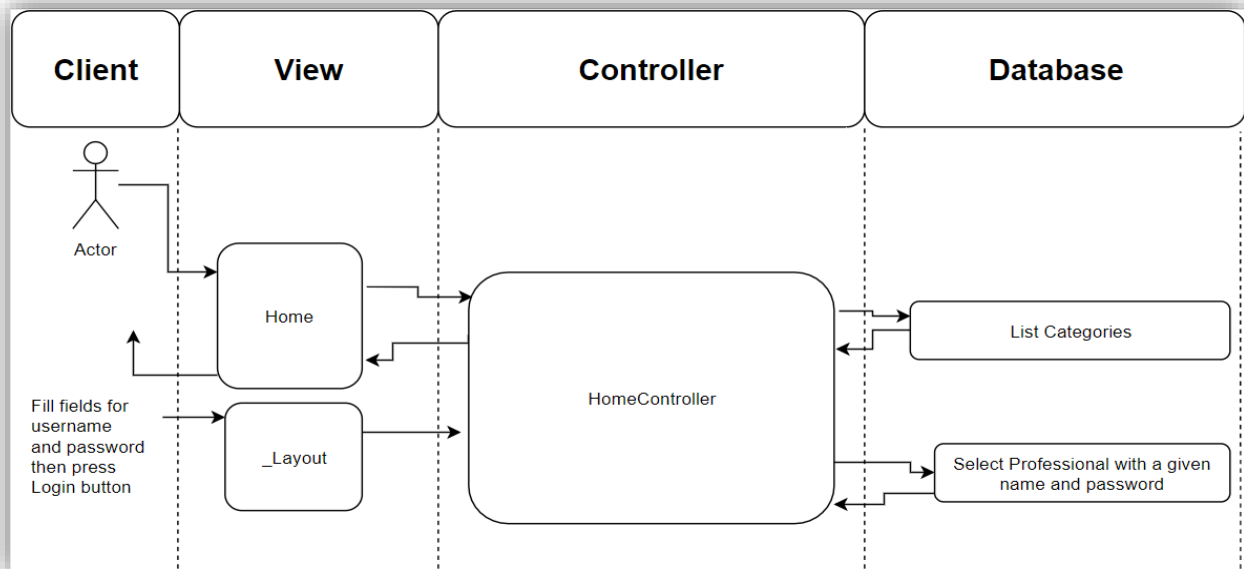 Client
View
Controller
Database
Actor
Home
List Categories
HomeController
Fill fields for
username
and password
then press
Login button
_Layout
Select Professional with a given
name and password